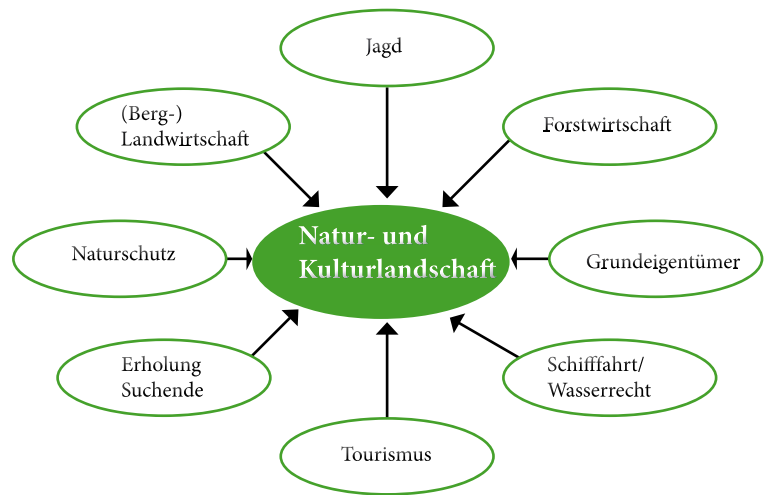 Jagd
(Berg-)
Landwirtschaft
Forstwirtschaft
Natur- und
Kulturlandschaft
Naturschutz
Grundeigentümer
Erholung
Suchende
Schifffahrt/
Wasserrecht
Tourismus